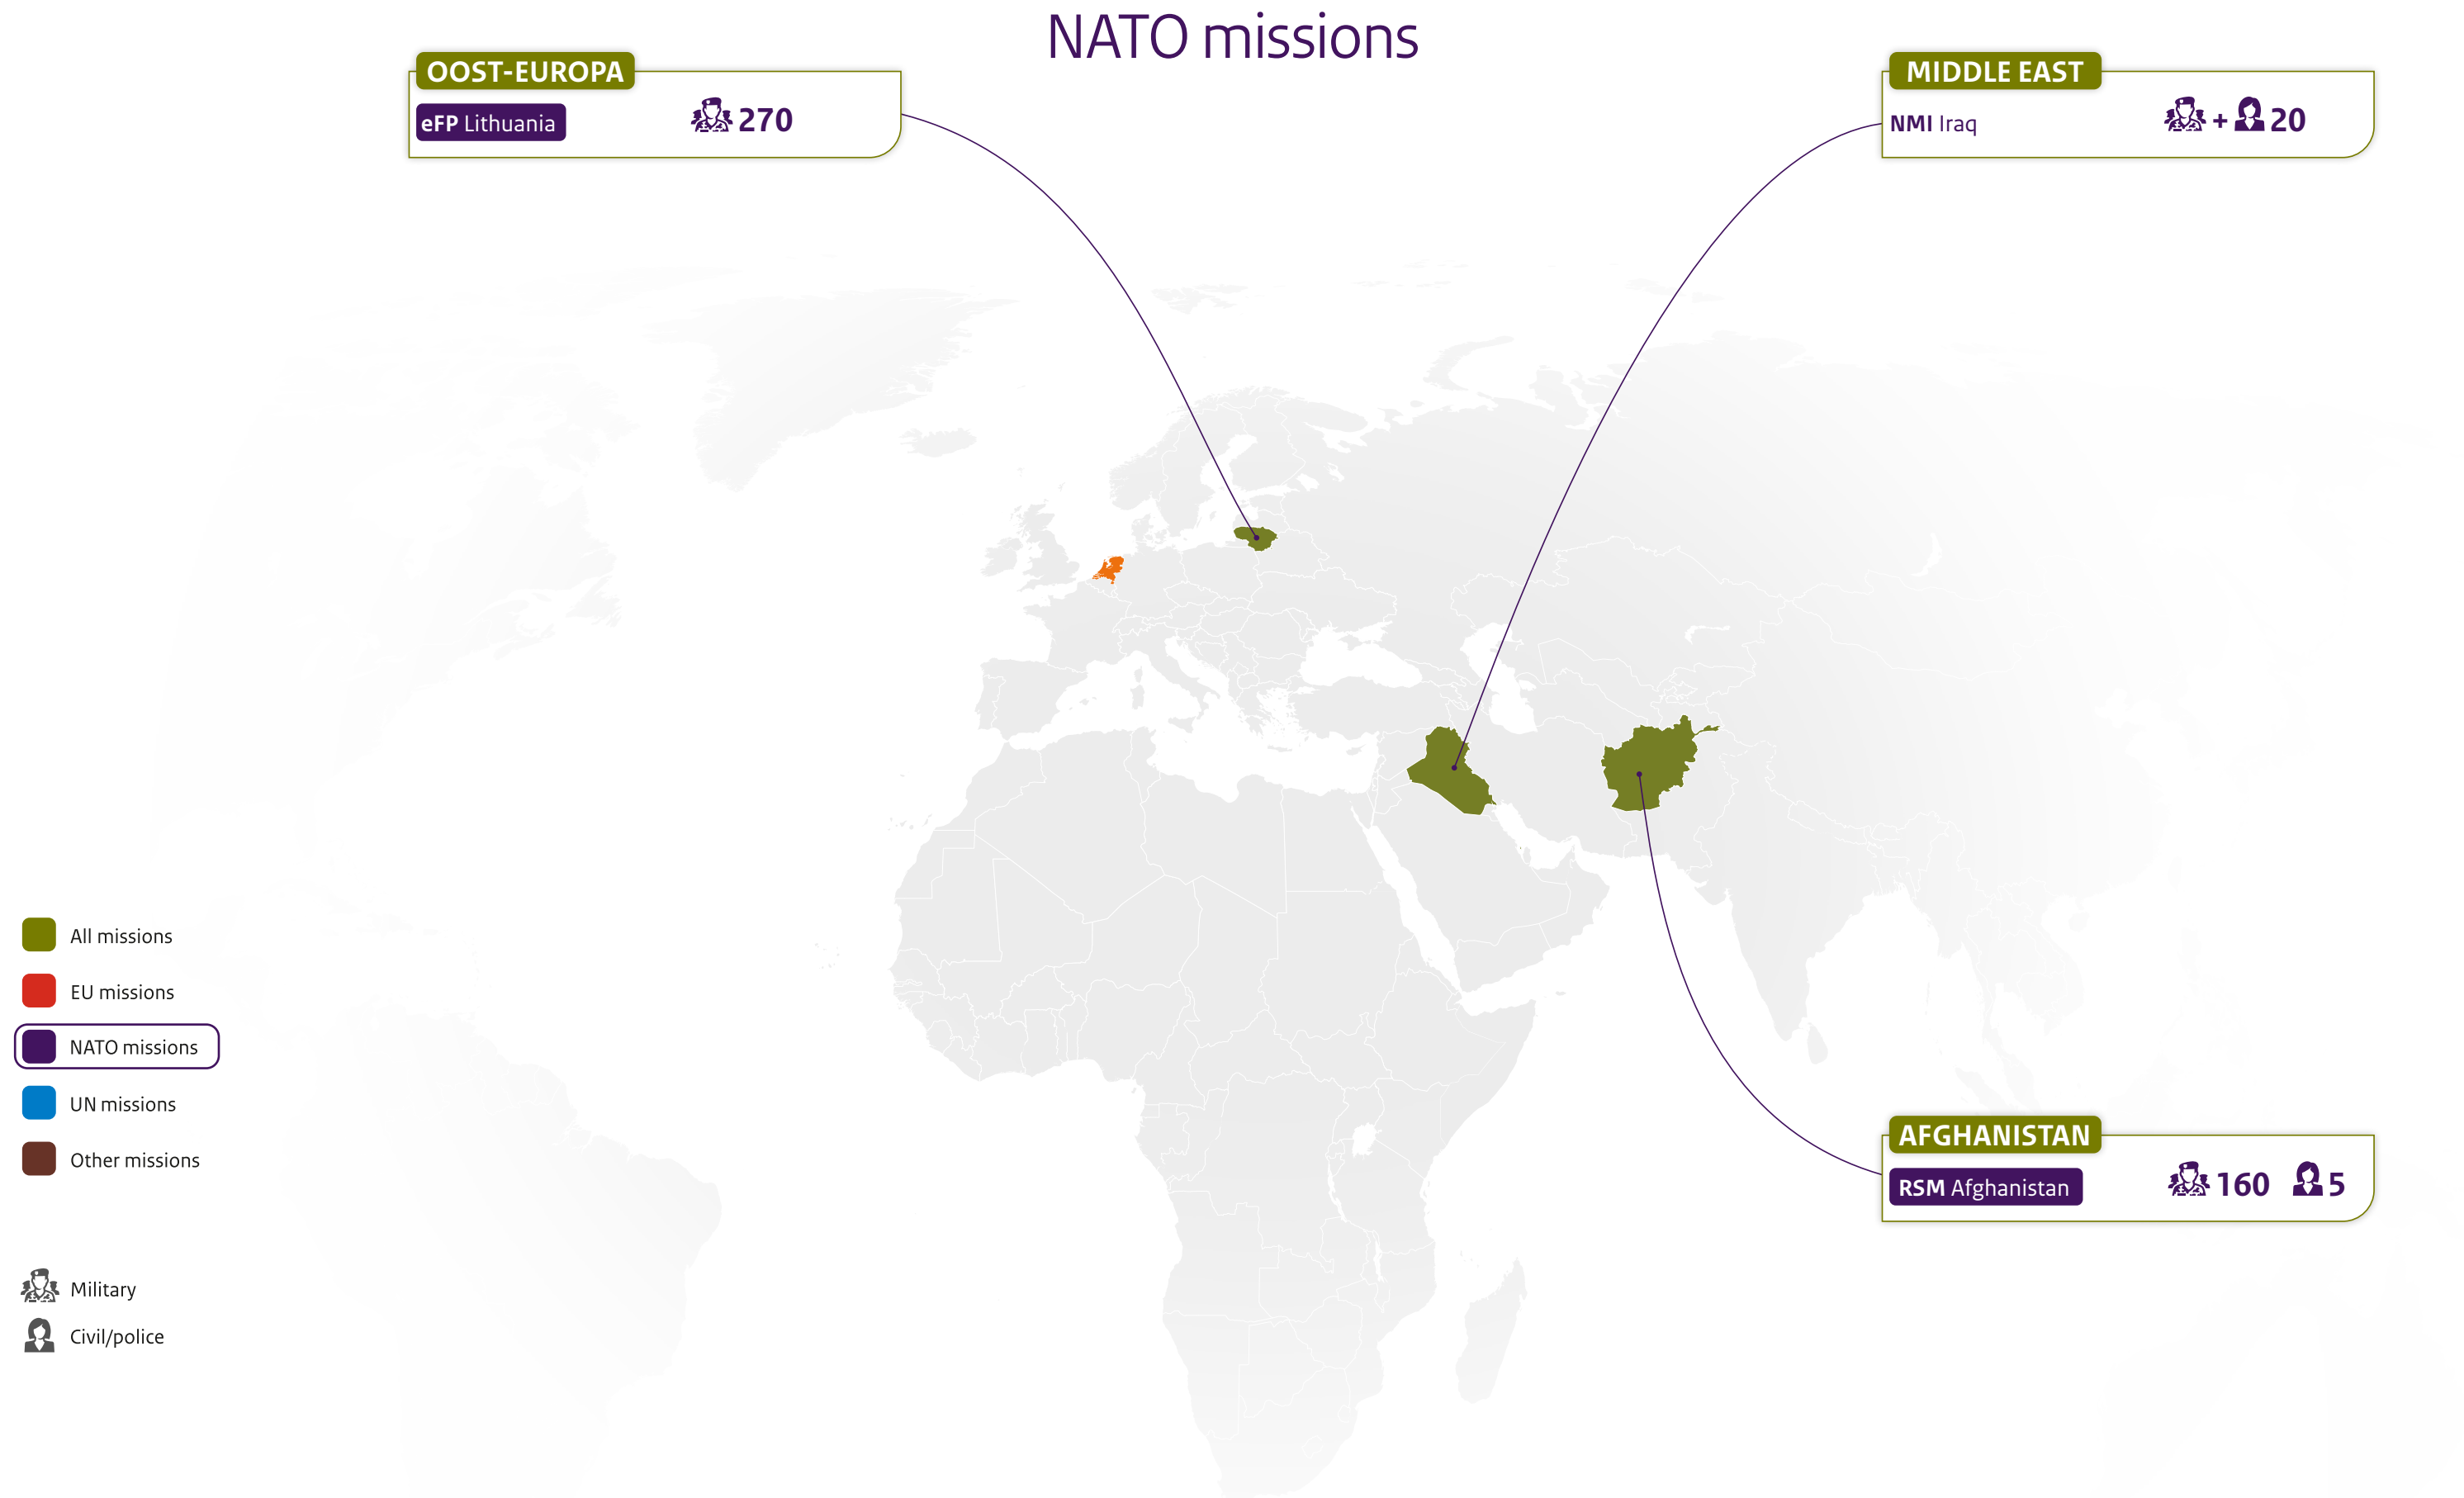 NATO missions
OOST-EUROPA
eFP Lithuania 270
MIDDLE EAST
NMI Iraq + 20
All missions
EU missions
NATO missions
UN missions
Other missions
AFGHANISTAN
RSM Afghanistan 160 5
Military
Civil/police